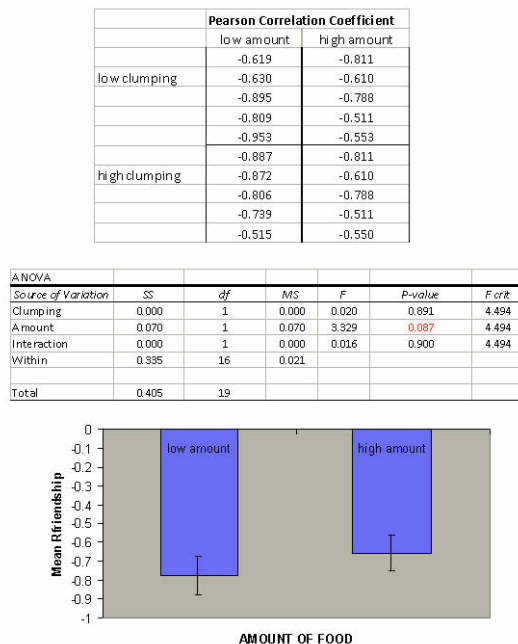 Pearson Correlation Coefficient
low amount high amount
-0.619 -0.811
low clumping -0.630 -0.610
-0.895 -0.788
-0.809 -0.511
-0.953 -0.553
-0.887 -0.811
high clumping -0.872 -0.610
-0.806 -0.788
-0.739 -0.511
-0.515 -0.550
ANOVA
Source of Variation SS df MS F P-value F crit
Clumping 0.000 1 0.000 0.020 0.891 4.494
Amount 0.070 1 0.070 3.329 0.087 4.494
Interaction 0.000 1 0.000 0.016 0.900 4.494
Within 0.335 16 0.021
Total 0.405 19
Mean Rfriendship
0
-0.1
-0.2
-0.3
-0.4
-0.5
-0.6
-0.7
-0.8
-0.9
-1
low amount high amount
AMOUNT OF FOOD